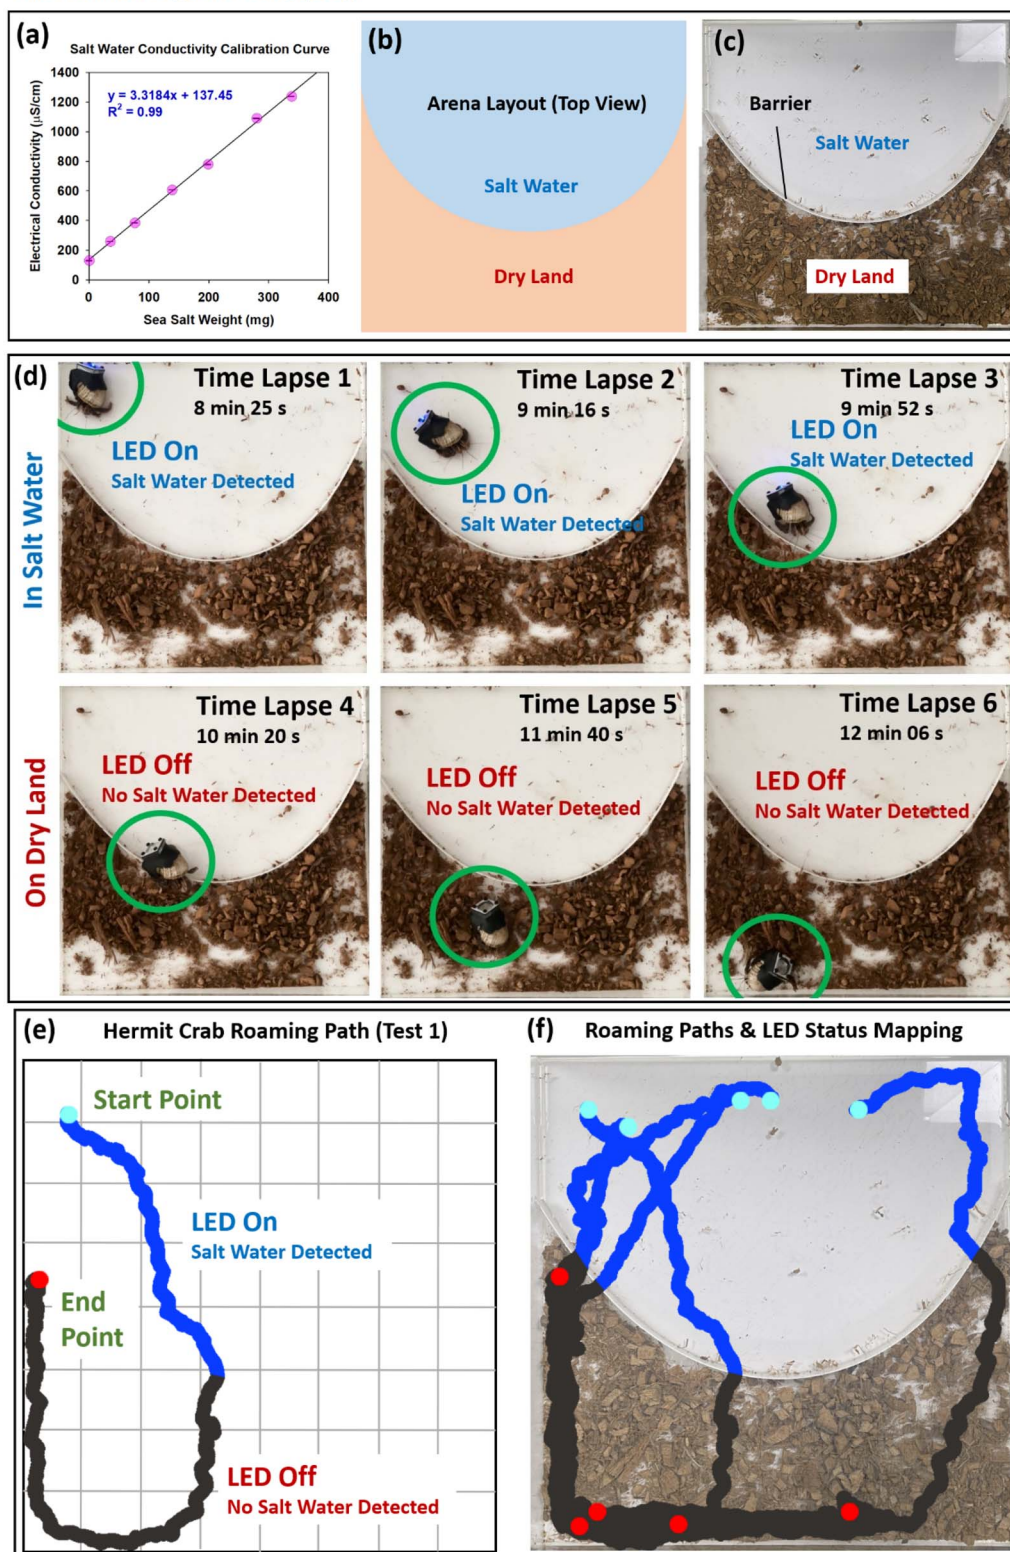 (a)
Salt Water Conductivity Calibration Curve
y = 3.3184x + 137.45
R² = 0.99
Electrical Conductivity (µS/cm)
1400
1200
1000
800
600
400
200
0
0 100 200 300 400
Sea Salt Weight (mg)
(b)
Arena Layout (Top View)
Salt Water
Dry Land
(c)
Barrier
Salt Water
Dry Land
(d)
In Salt Water
Time Lapse 1
8 min 25 s
LED On
Salt Water Detected
Time Lapse 2
9 min 16 s
LED On
Salt Water Detected
Time Lapse 3
9 min 52 s
LED On
Salt Water Detected
On Dry Land
Time Lapse 4
10 min 20 s
LED Off
No Salt Water Detected
Time Lapse 5
11 min 40 s
LED Off
No Salt Water Detected
Time Lapse 6
12 min 06 s
LED Off
No Salt Water Detected
(e)
Hermit Crab Roaming Path (Test 1)
Start Point
LED On
Salt Water Detected
End
Point
LED Off
No Salt Water Detected
(f)
Roaming Paths & LED Status Mapping